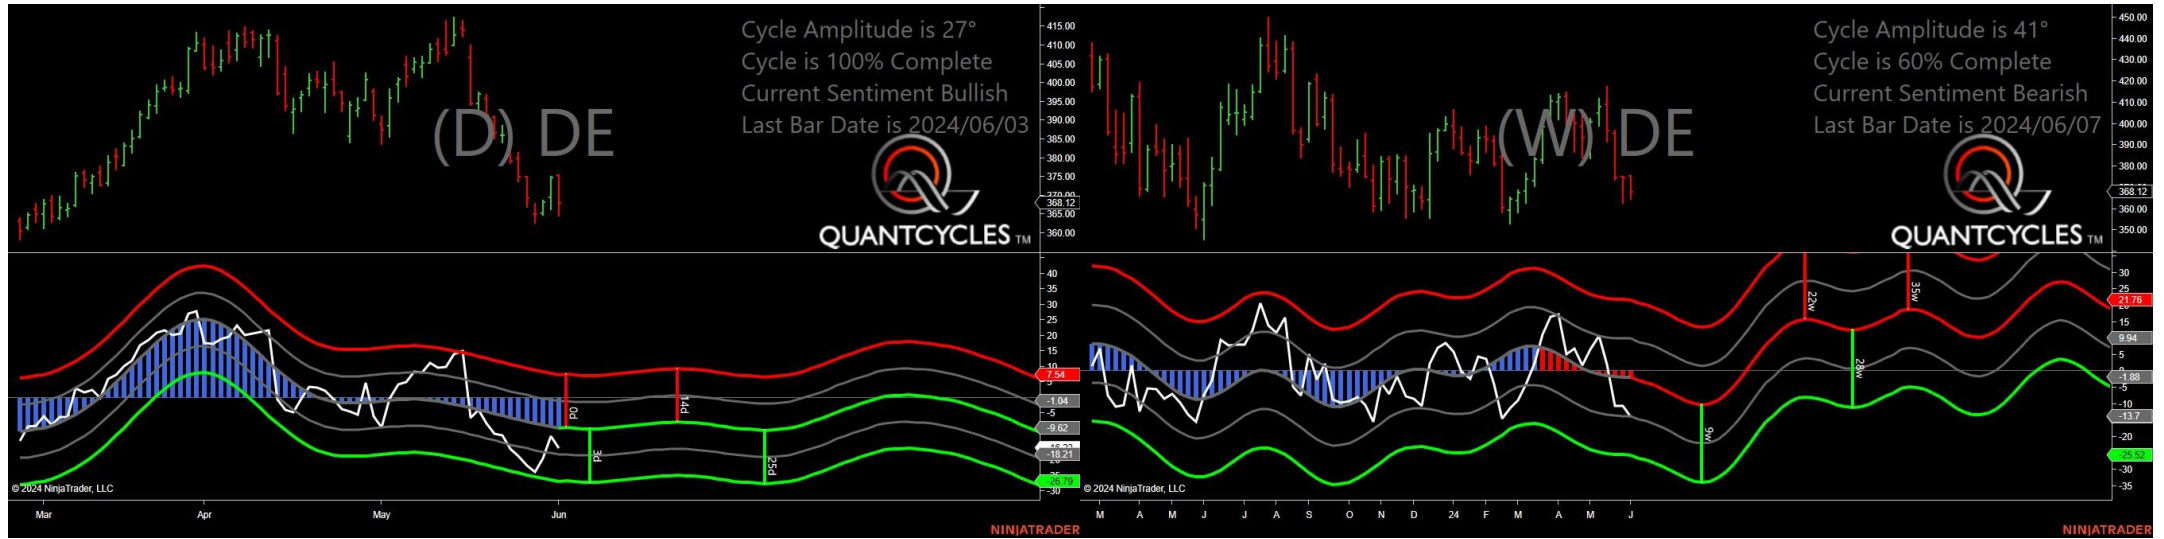 Cycle Amplitude is 27°
Cycle is 100% Complete
Current Sentiment Bullish
Last Bar Date is 2024/06/03
(D) DE
QUANTCYCLES TM
415.00
410.00
405.00
400.00
395.00
390.00
385.00
380.00
375.00
370.00
368.12
365.00
360.00
40
35
30
25
20
15
10
7.54
5
-1.04
-5
-9.62
-18.21
-26.79
-30
0d
3d
14d
25d
© 2024 NinjaTrader, LLC
Mar Apr May Jun
NINJATRADER
Cycle Amplitude is 41°
Cycle is 60% Complete
Current Sentiment Bearish
Last Bar Date is 2024/06/07
(W) DE
QUANTCYCLES TM
450.00
440.00
430.00
420.00
410.00
400.00
390.00
380.00
368.12
360.00
350.00
30
25
21.76
15
9.94
5
-1.88
-10
-13.7
-20
-25.52
-30
-35
9w
22w
28w
35w
© 2024 NinjaTrader, LLC
M A M J J A S O N D 24 F M A M J
NINJATRADER